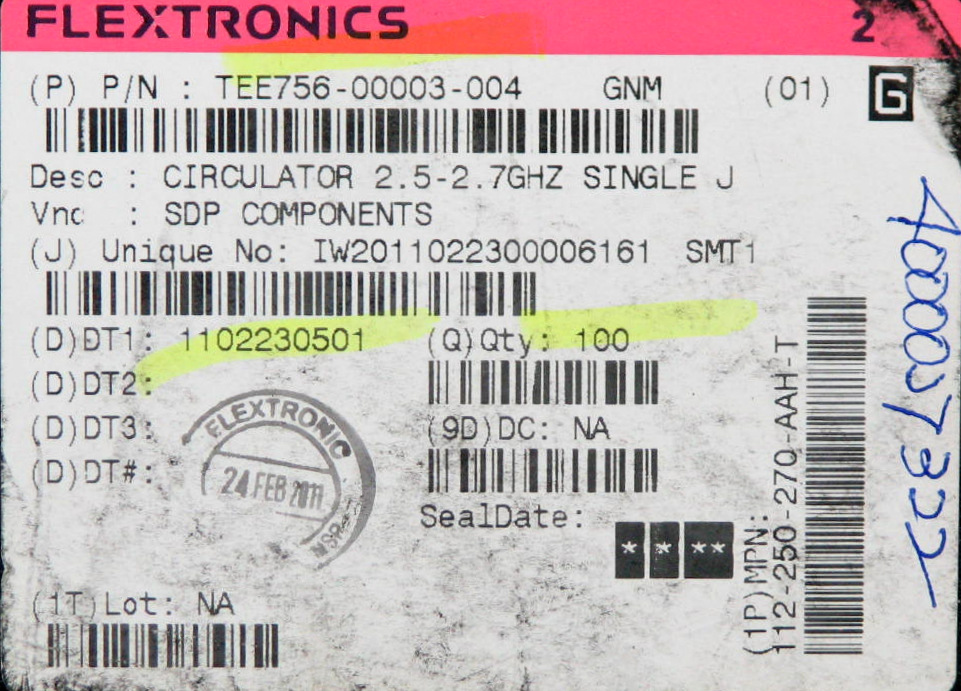 FLEXTRONICS 2
(P) P/N : TEE756-00003-004 GNM (01) G
Desc : CIRCULATOR 2.5-2.7GHZ SINGLE J
Vnc : SDP COMPONENTS
(J) Unique No: IW2011022300006161 SMT1
(D)DT1: 1102230501 (Q)Qty: 100
(D)DT2:
(D)DT3: (9D)DC: NA
(D)DT#:
FLEXTRONIC
24 FEB 2011
SealDate:
* * **
(1T)Lot: NA
(1P)MPN:
112-250-270-AAH-T